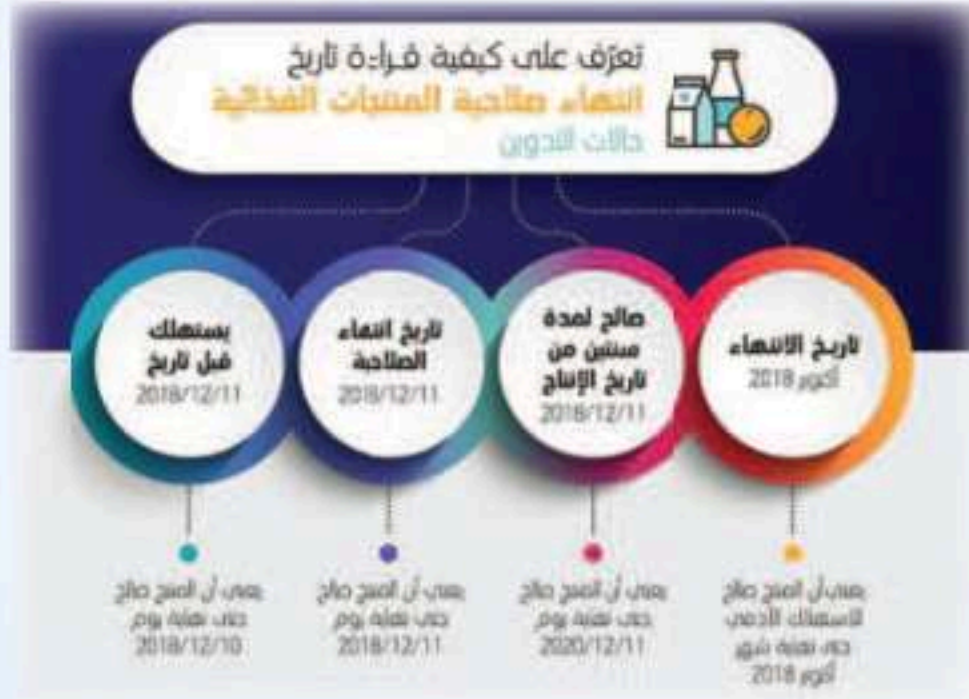 تعرّف على كيفية قراءة تاريخ
انتهاء صلاحية المنتجات الغذائية
حالات التدوين
تاريخ الانتهاء
أكتوبر 2018
صالح لمدة
سنتين من
تاريخ الإنتاج
2018/12/11
تاريخ انتهاء
الصلاحية
2018/12/11
يستهلك
قبل تاريخ
2018/12/11
يعني أن المنتج صالح
للاستهلاك الآدمي
حتى نهاية شهر
أكتوبر 2018
يعني أن المنتج صالح
حتى نهاية يوم
2020/12/11
يعني أن المنتج صالح
حتى نهاية يوم
2018/12/11
يعني أن المنتج صالح
حتى نهاية يوم
2018/12/10